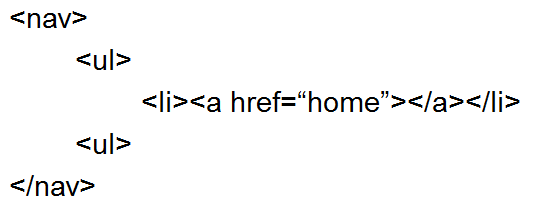 <nav>
<ul>
<li><a href=“home”></a></li>
<ul>
</nav>